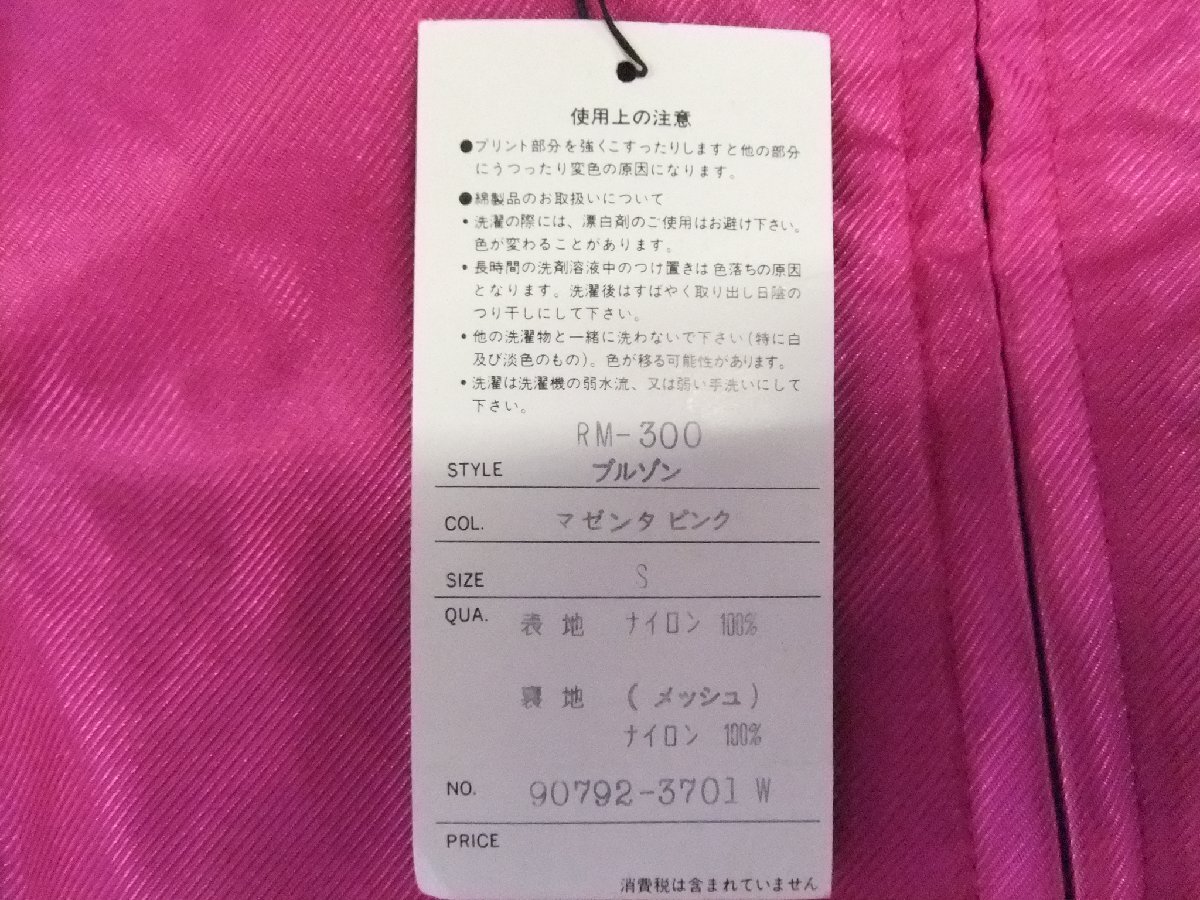 使用上の注意
●プリント部分を強くこすったりしますと他の部分
にうつったり変色の原因になります。
●綿製品のお取扱いについて
・洗濯の際には、漂白剤のご使用はお避け下さい。
色が変わることがあります。
・長時間の洗剤溶液中のつけ置きは色落ちの原因
となります。洗濯後はすばやく取り出し日陰の
つり干しにして下さい。
・他の洗濯物と一緒に洗わないで下さい(特に白
及び淡色のもの)。色が移る可能性があります。
・洗濯は洗濯機の弱水流、又は弱い手洗いにして
下さい。
RM-300
STYLE ブルゾン
COL. マゼンタピンク
SIZE S
QUA. 表地 ナイロン 100%
裏地 (メッシュ)
ナイロン 100%
NO. 90792-3701 W
PRICE
消費税は含まれていません